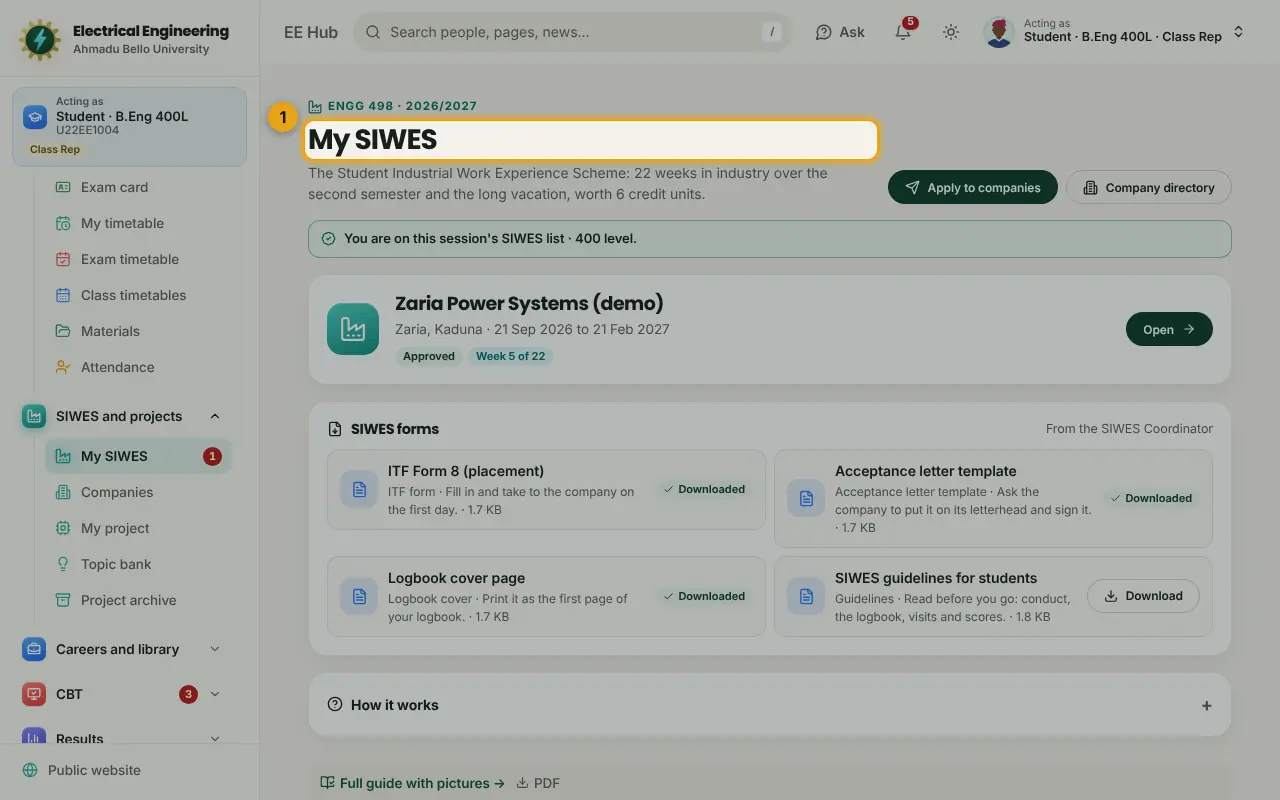 Electrical Engineering
Ahmadu Bello University
EE Hub
Search people, pages, news...
/
Ask
5
Acting as
Student · B.Eng 400L · Class Rep
Acting as
Student · B.Eng 400L
U22EE1004
Class Rep
Exam card
My timetable
Exam timetable
Class timetables
Materials
Attendance
SIWES and projects
My SIWES
1
Companies
My project
Topic bank
Project archive
Careers and library
CBT
3
Results
Public website
1
ENGG 498 · 2026/2027
My SIWES
The Student Industrial Work Experience Scheme: 22 weeks in industry over the
second semester and the long vacation, worth 6 credit units.
Apply to companies
Company directory
You are on this session's SIWES list · 400 level.
Zaria Power Systems (demo)
Zaria, Kaduna · 21 Sep 2026 to 21 Feb 2027
Approved
Week 5 of 22
Open →
SIWES forms
From the SIWES Coordinator
ITF Form 8 (placement)
ITF form · Fill in and take to the company on
the first day. · 1.7 KB
Downloaded
Acceptance letter template
Acceptance letter template · Ask the
company to put it on its letterhead and sign it.
· 1.7 KB
Downloaded
Logbook cover page
Logbook cover · Print it as the first page of
your logbook. · 1.7 KB
Downloaded
SIWES guidelines for students
Guidelines · Read before you go: conduct,
the logbook, visits and scores. · 1.8 KB
Download
How it works
+
Full guide with pictures →
PDF